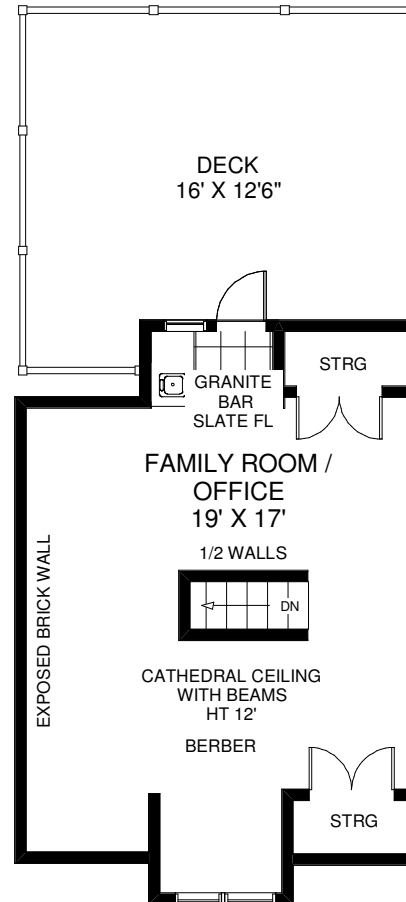 DECK
16' X 12'6"
STRG
GRANITE
BAR
SLATE FL
FAMILY ROOM /
OFFICE
19' X 17'
1/2 WALLS
EXPOSED BRICK WALL
DN
CATHEDRAL CEILING
WITH BEAMS
HT 12'
BERBER
STRG